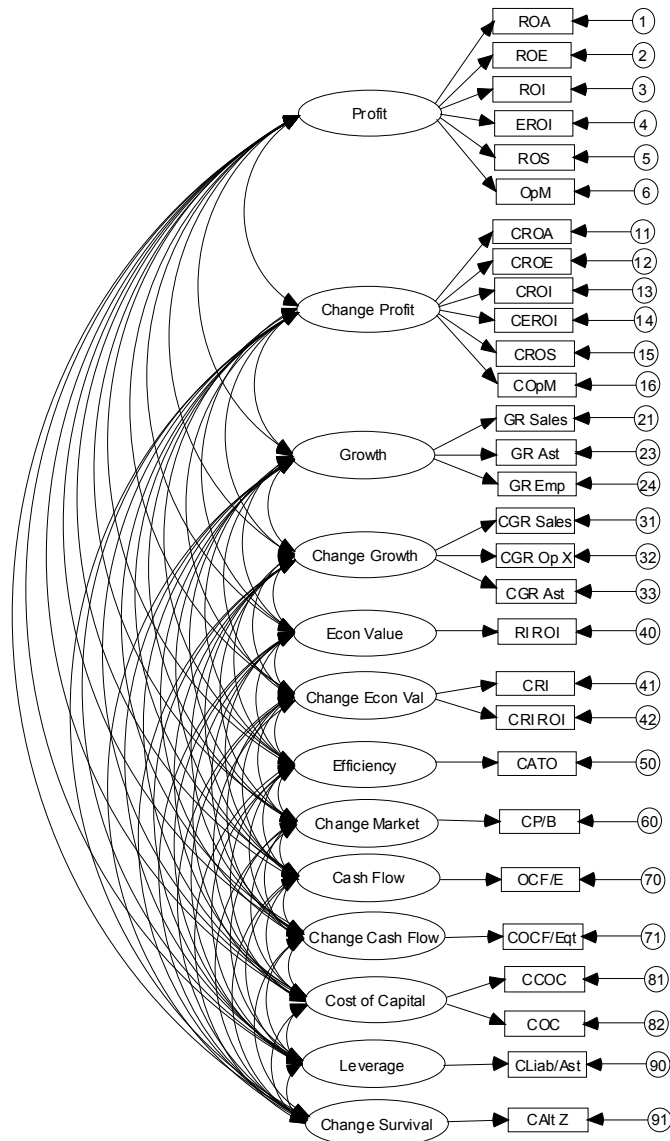 ROA 1
ROE 2
ROI 3
Profit
EROI 4
ROS 5
OpM 6
CROA 11
CROE 12
CROI 13
Change Profit
CEROI 14
CROS 15
COpM 16
GR Sales 21
Growth
GR Ast 23
GR Emp 24
CGR Sales 31
Change Growth
CGR Op X 32
CGR Ast 33
Econ Value RI ROI 40
CRI 41
Change Econ Val
CRI ROI 42
Efficiency CATO 50
Change Market CP/B 60
Cash Flow OCF/E 70
Change Cash Flow COCF/Eqt 71
CCOC 81
Cost of Capital
COC 82
Leverage CLiab/Ast 90
Change Survival CAlt Z 91